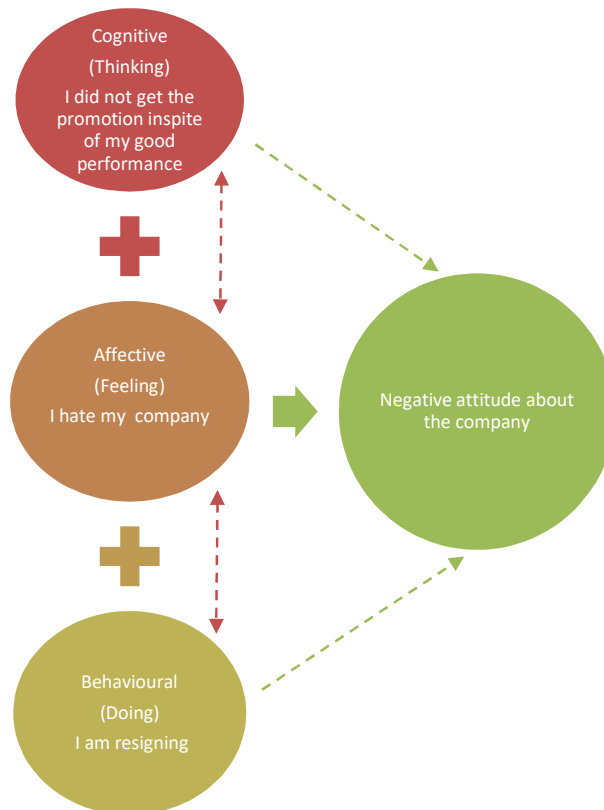 Cognitive
(Thinking)
I did not get the
promotion inspite
of my good
performance
Affective
(Feeling)
I hate my  company
Negative attitude about
the company
Behavioural
(Doing)
I am resigning